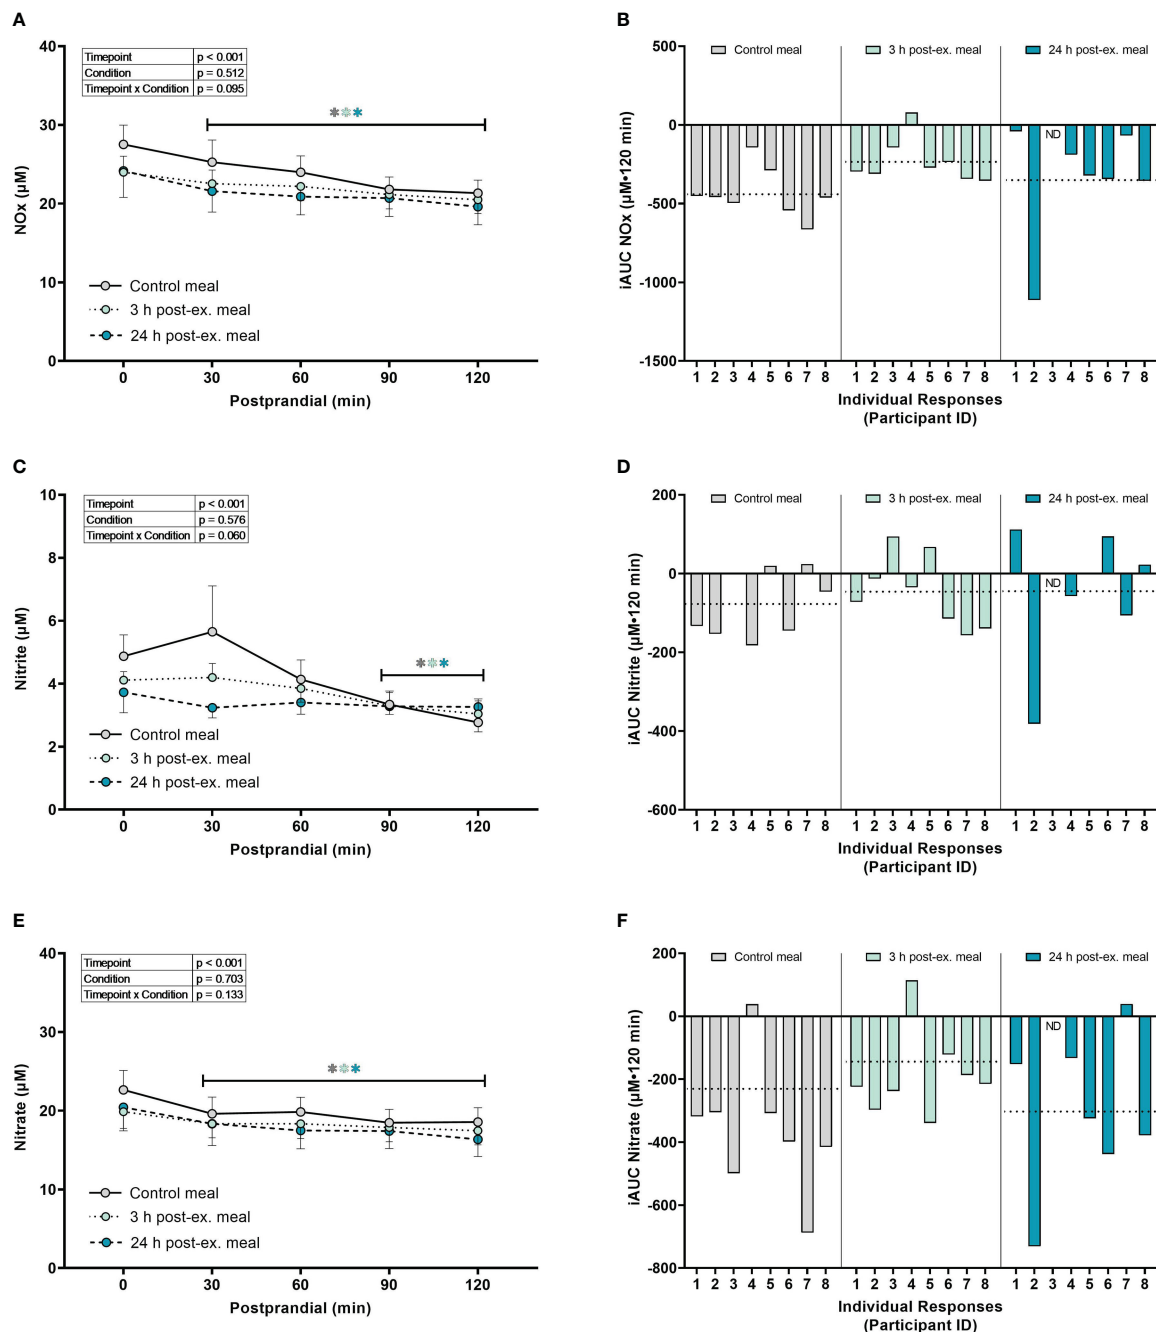 A
40
30
20
10
0
NOx (µM)
Timepoint p < 0.001
Condition p = 0.512
Timepoint x Condition p = 0.095
***
Control meal
3 h post-ex. meal
24 h post-ex. meal
0 30 60 90 120
Postprandial (min)
B
500
0
-500
-1000
-1500
iAUC NOx (µM•120 min)
Control meal 3 h post-ex. meal 24 h post-ex. meal
ND
1 2 3 4 5 6 7 8 1 2 3 4 5 6 7 8 1 2 3 4 5 6 7 8
Individual Responses
(Participant ID)
C
10
8
6
4
2
0
Nitrite (µM)
Timepoint p < 0.001
Condition p = 0.576
Timepoint x Condition p = 0.060
***
Control meal
3 h post-ex. meal
24 h post-ex. meal
0 30 60 90 120
Postprandial (min)
D
200
0
-200
-400
-600
iAUC Nitrite (µM•120 min)
Control meal 3 h post-ex. meal 24 h post-ex. meal
ND
1 2 3 4 5 6 7 8 1 2 3 4 5 6 7 8 1 2 3 4 5 6 7 8
Individual Responses
(Participant ID)
E
40
30
20
10
0
Nitrate (µM)
Timepoint p < 0.001
Condition p = 0.703
Timepoint x Condition p = 0.133
***
Control meal
3 h post-ex. meal
24 h post-ex. meal
0 30 60 90 120
Postprandial (min)
F
200
0
-200
-400
-600
-800
iAUC Nitrate (µM•120 min)
Control meal 3 h post-ex. meal 24 h post-ex. meal
ND
1 2 3 4 5 6 7 8 1 2 3 4 5 6 7 8 1 2 3 4 5 6 7 8
Individual Responses
(Participant ID)